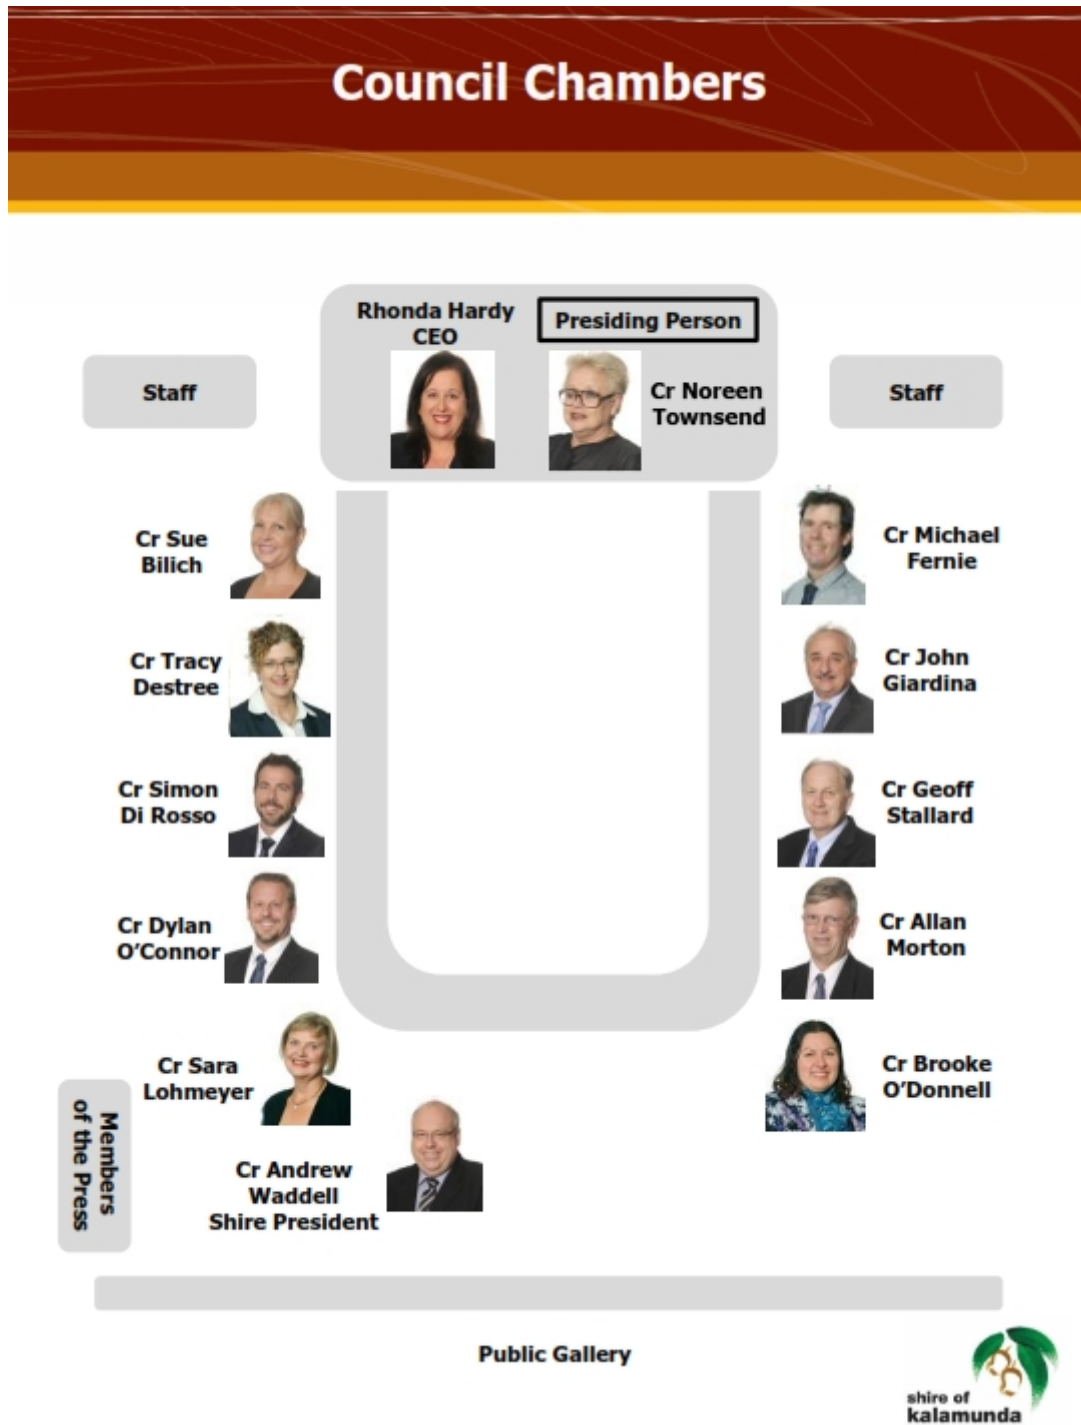 Council Chambers
Rhonda Hardy
CEO
Presiding Person
Cr Noreen
Townsend
Staff
Staff
Cr Sue
Bilich
Cr Michael
Fernie
Cr Tracy
Destree
Cr John
Giardina
Cr Simon
Di Rosso
Cr Geoff
Stallard
Cr Dylan
O'Connor
Cr Allan
Morton
Cr Sara
Lohmeyer
Cr Brooke
O'Donnell
Members
of the Press
Cr Andrew
Waddell
Shire President
Public Gallery
shire of
kalamunda